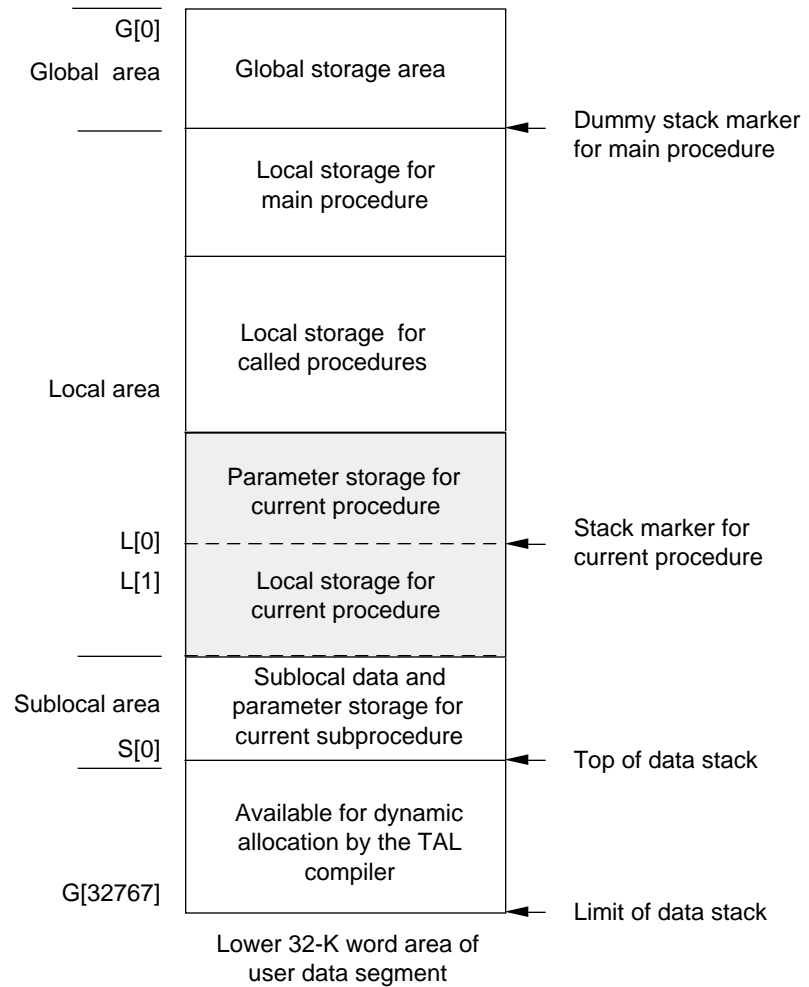 G[0]
Global area
Global storage area
Dummy stack marker
for main procedure
Local storage for
main procedure
Local storage for
called procedures
Local area
Parameter storage for
current procedure
L[0]
Stack marker for
current procedure
L[1]
Local storage for
current procedure
Sublocal area
Sublocal data and
parameter storage for
current subprocedure
S[0]
Top of data stack
Available for dynamic
allocation by the TAL
compiler
G[32767]
Limit of data stack
Lower 32-K word area of
user data segment